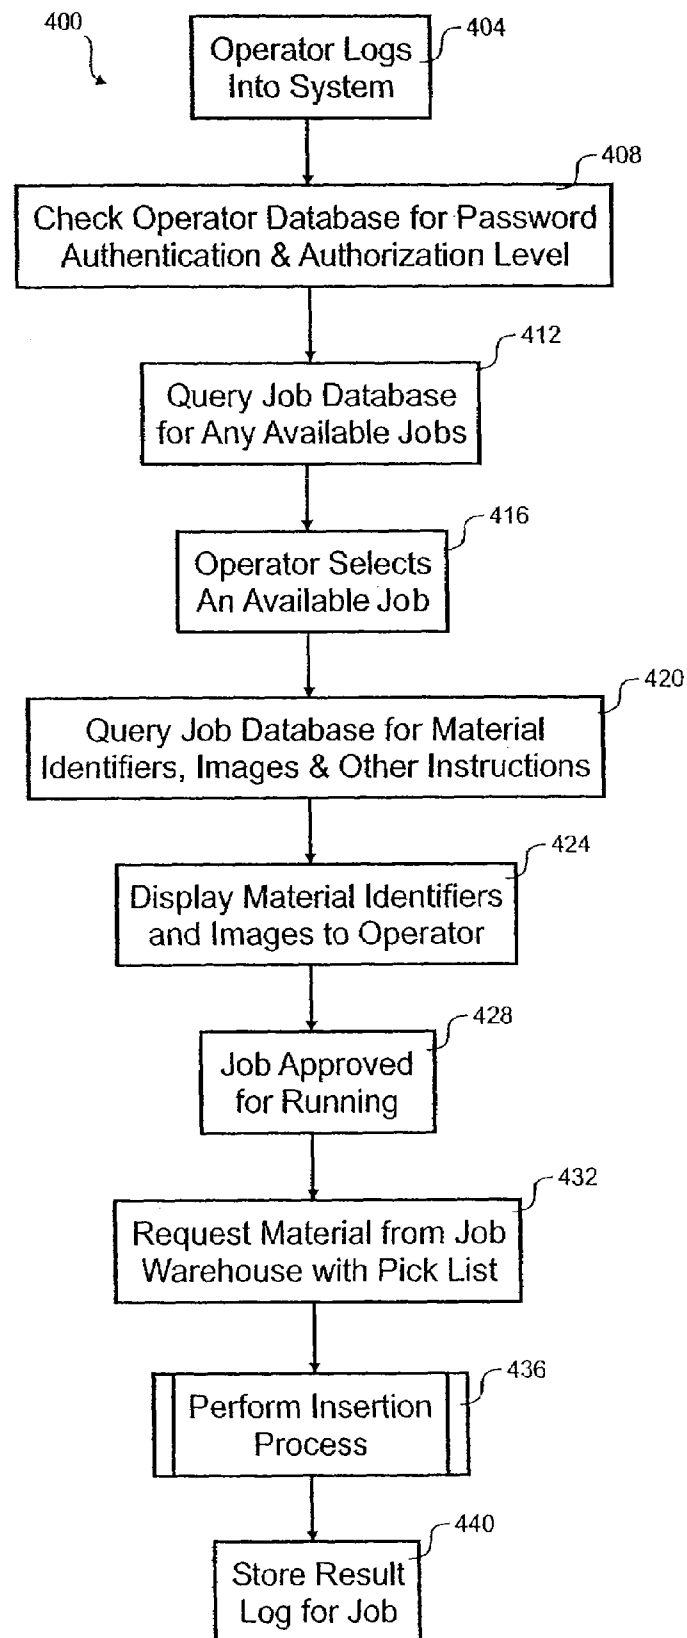 400
404
Operator Logs
Into System
408
Check Operator Database for Password
Authentication & Authorization Level
412
Query Job Database
for Any Available Jobs
416
Operator Selects
An Available Job
420
Query Job Database for Material
Identifiers, Images & Other Instructions
424
Display Material Identifiers
and Images to Operator
428
Job Approved
for Running
432
Request Material from Job
Warehouse with Pick List
436
Perform Insertion
Process
440
Store Result
Log for Job